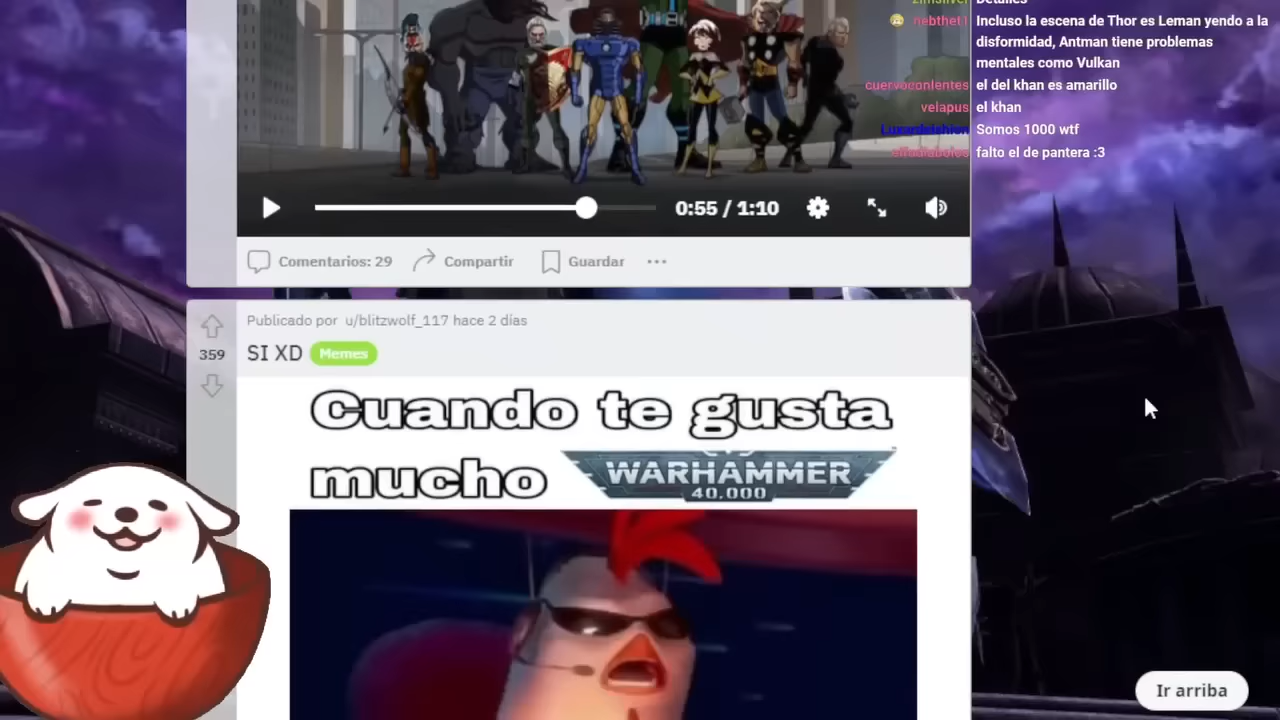 Detalles
nebthet1 Incluso la escena de Thor es Leman yendo a la
disformidad, Antman tiene problemas
mentales como Vulkan
cuervoconlentes el del khan es amarillo
velapus el khan
Somos 1000 wtf
falto el de pantera :3
0:55 / 1:10
Comentarios: 29 Compartir Guardar
Publicado por u/blitzwolf_117 hace 2 días
359
SI XD Memes
Cuando te gusta
mucho WARHAMMER
40,000
Ir arriba